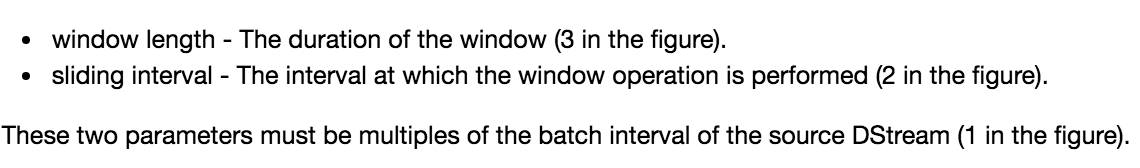 • window length - The duration of the window (3 in the figure).
• sliding interval - The interval at which the window operation is performed (2 in the figure).
These two parameters must be multiples of the batch interval of the source DStream (1 in the figure).